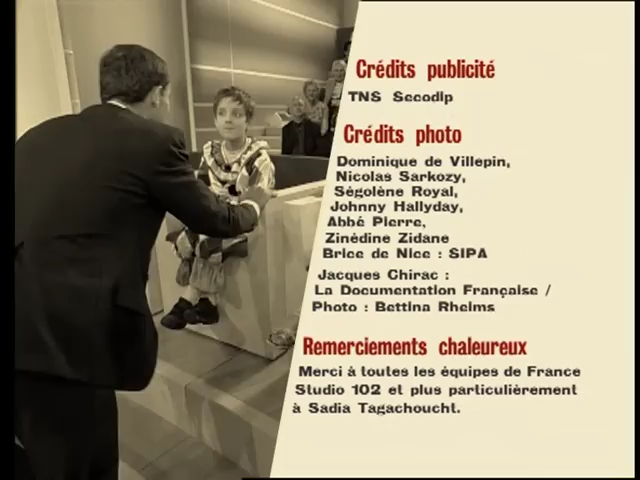 Crédits publicité
TNS Secodip
Crédits photo
Dominique de Villepin,
Nicolas Sarkozy,
Ségolène Royal,
Johnny Hallyday,
Abbé Pierre,
Zinédine Zidane
Brice de Nice : SIPA
Jacques Chirac :
La Documentation Française /
Photo : Bettina Rheims
Remerciements chaleureux
Merci à toutes les équipes de France
Studio 102 et plus particulièrement
à Sadia Tagachoucht.